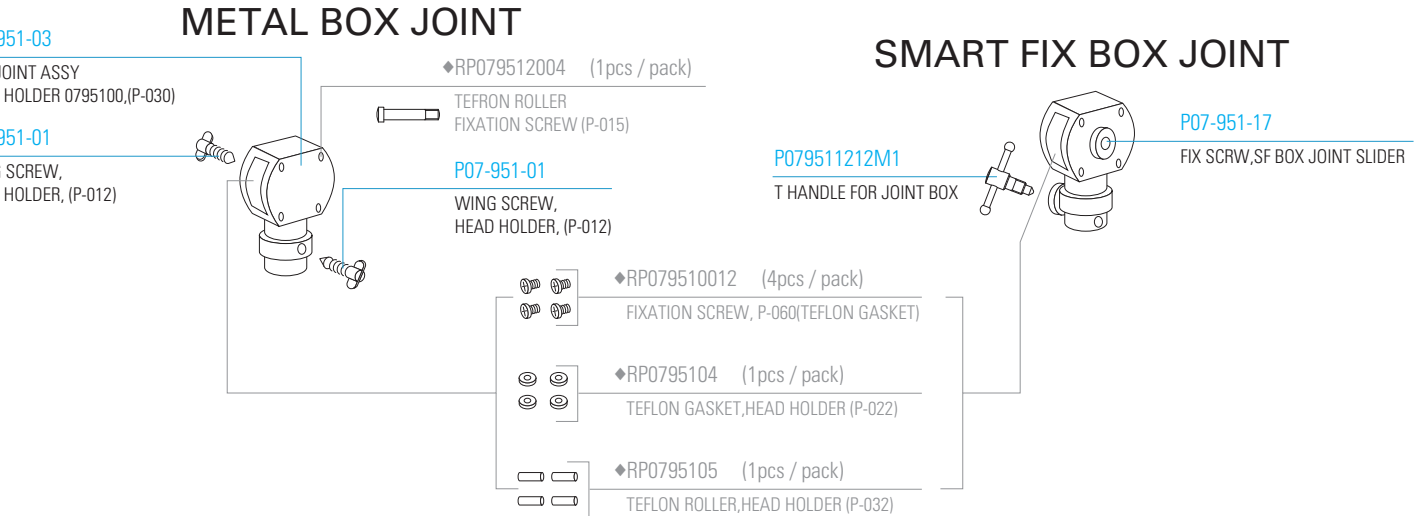 METAL BOX JOINT
951-03
JOINT ASSY
HOLDER 0795100,(P-030)
951-01
SCREW,
HOLDER, (P-012)
◆RP079512004 (1pcs / pack)
TEFRON ROLLER
FIXATION SCREW (P-015)
P07-951-01
WING SCREW,
HEAD HOLDER, (P-012)
SMART FIX BOX JOINT
P079511212M1
T HANDLE FOR JOINT BOX
P07-951-17
FIX SCRW,SF BOX JOINT SLIDER
◆RP079510012 (4pcs / pack)
FIXATION SCREW, P-060(TEFLON GASKET)
◆RP0795104 (1pcs / pack)
TEFLON GASKET,HEAD HOLDER (P-022)
◆RP0795105 (1pcs / pack)
TEFLON ROLLER,HEAD HOLDER (P-032)